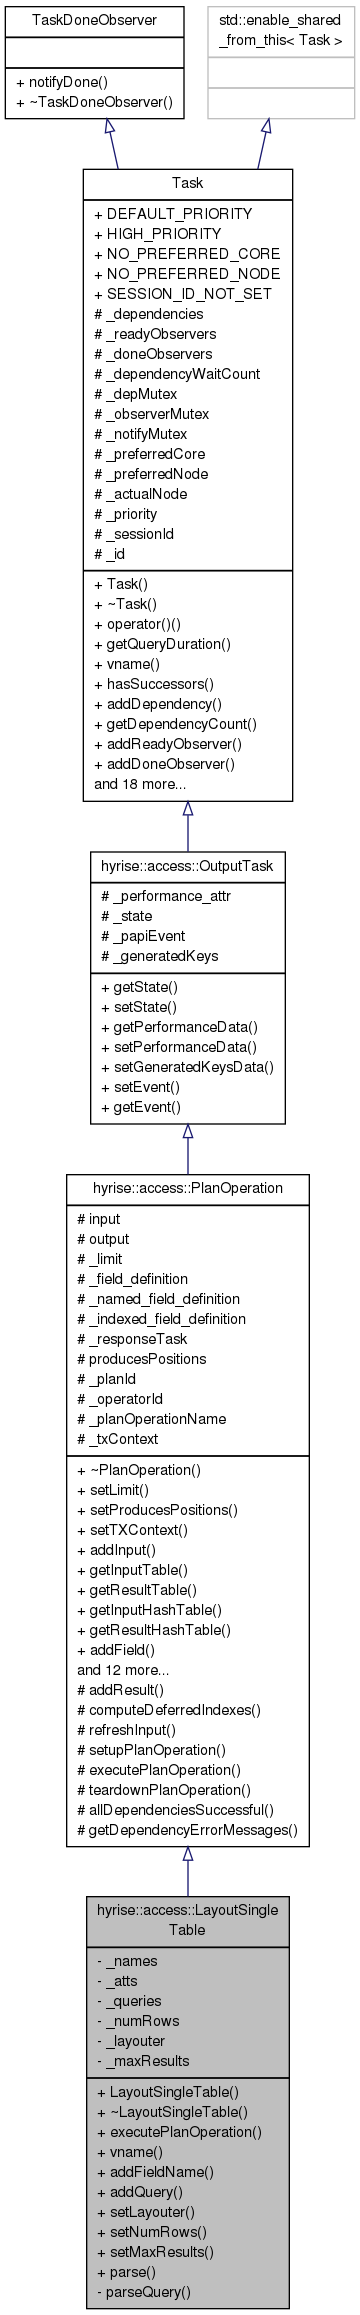 TaskDoneObserver
+ notifyDone()
+ ~TaskDoneObserver()
std::enable_shared
_from_this< Task >
Task
+ DEFAULT_PRIORITY
+ HIGH_PRIORITY
+ NO_PREFERRED_CORE
+ NO_PREFERRED_NODE
+ SESSION_ID_NOT_SET
# _dependencies
# _readyObservers
# _doneObservers
# _dependencyWaitCount
# _depMutex
# _observerMutex
# _notifyMutex
# _preferredCore
# _preferredNode
# _actualNode
# _priority
# _sessionId
# _id
+ Task()
+ ~Task()
+ operator()()
+ getQueryDuration()
+ vname()
+ hasSuccessors()
+ addDependency()
+ getDependencyCount()
+ addReadyObserver()
+ addDoneObserver()
and 18 more...
hyrise::access::OutputTask
# _performance_attr
# _state
# _papiEvent
# _generatedKeys
+ getState()
+ setState()
+ getPerformanceData()
+ setPerformanceData()
+ setGeneratedKeysData()
+ setEvent()
+ getEvent()
hyrise::access::PlanOperation
# input
# output
# _limit
# _field_definition
# _named_field_definition
# _indexed_field_definition
# _responseTask
# producesPositions
# _planId
# _operatorId
# _planOperationName
# _txContext
+ ~PlanOperation()
+ setLimit()
+ setProducesPositions()
+ setTXContext()
+ addInput()
+ getInputTable()
+ getResultTable()
+ getInputHashTable()
+ getResultHashTable()
+ addField()
and 12 more...
# addResult()
# computeDeferredIndexes()
# refreshInput()
# setupPlanOperation()
# executePlanOperation()
# teardownPlanOperation()
# allDependenciesSuccessful()
# getDependencyErrorMessages()
hyrise::access::LayoutSingle
Table
- _names
- _atts
- _queries
- _numRows
- _layouter
- _maxResults
+ LayoutSingleTable()
+ ~LayoutSingleTable()
+ executePlanOperation()
+ vname()
+ addFieldName()
+ addQuery()
+ setLayouter()
+ setNumRows()
+ setMaxResults()
+ parse()
- parseQuery()